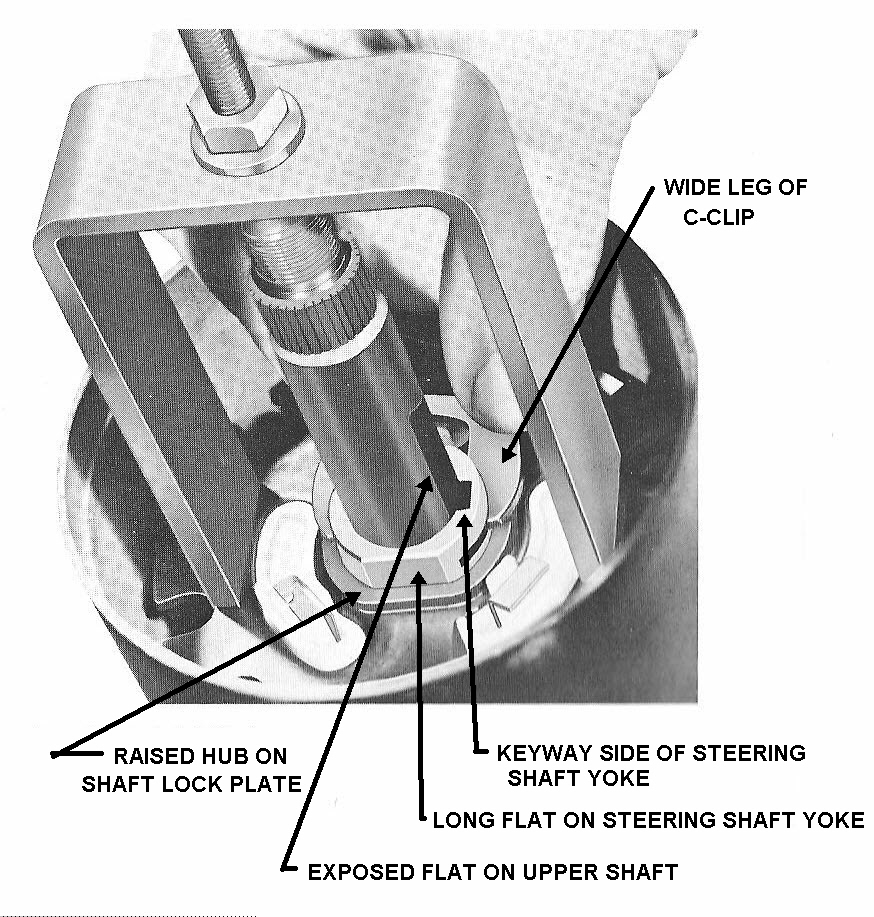 WIDE LEG OF
C-CLIP
RAISED HUB ON
SHAFT LOCK PLATE
KEYWAY SIDE OF STEERING
SHAFT YOKE
LONG FLAT ON STEERING SHAFT YOKE
EXPOSED FLAT ON UPPER SHAFT